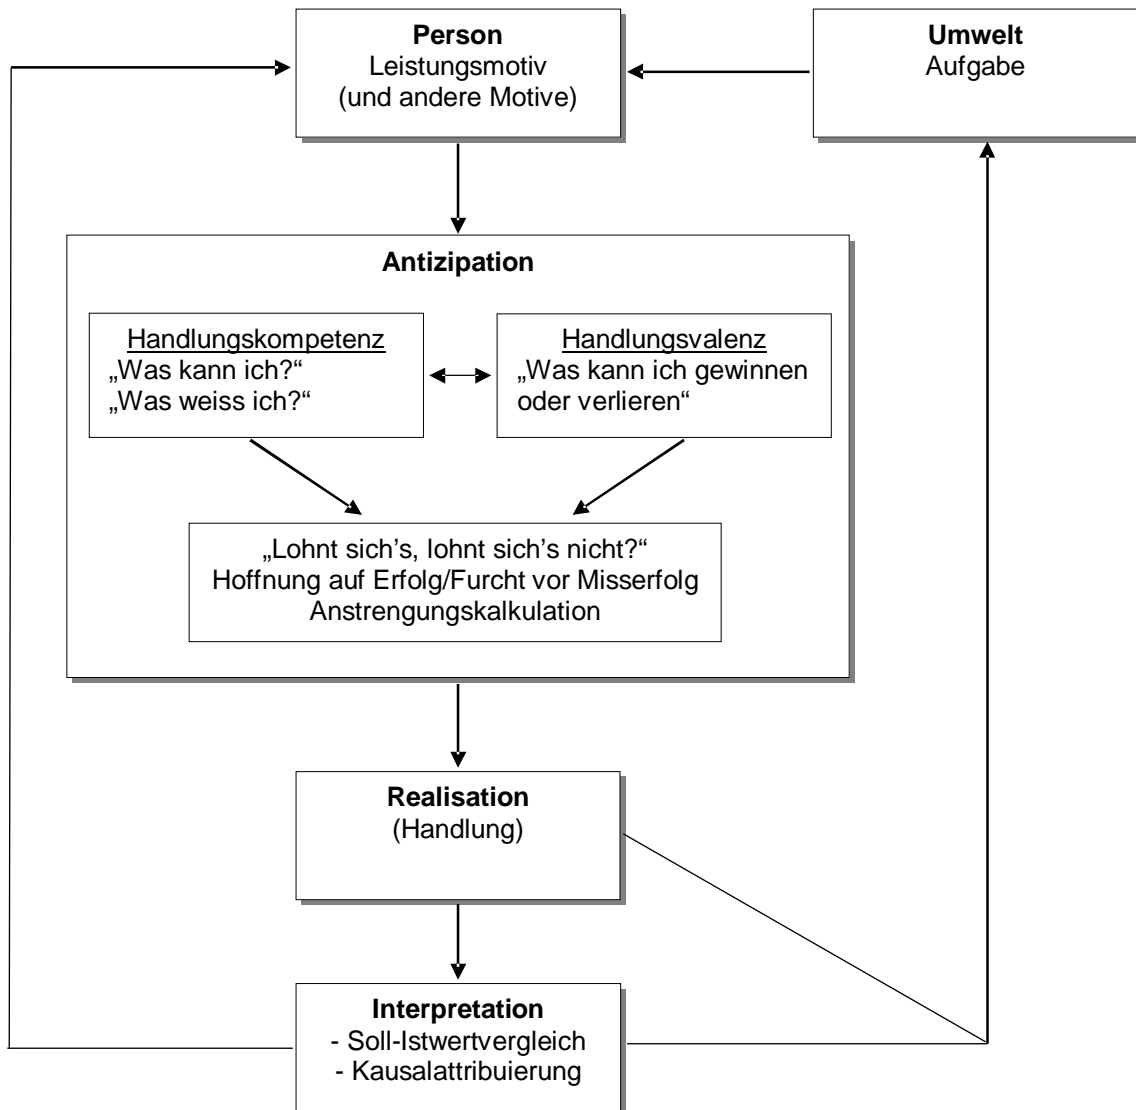 Person
Leistungsmotiv
(und andere Motive)
Umwelt
Aufgabe
Antizipation
Handlungskompetenz
„Was kann ich?“
„Was weiss ich?“
Handlungsvalenz
„Was kann ich gewinnen
oder verlieren“
„Lohnt sich's, lohnt sich's nicht?“
Hoffnung auf Erfolg/Furcht vor Misserfolg
Anstrengungskalkulation
Realisation
(Handlung)
Interpretation
- Soll-Istwertvergleich
- Kausalattribuierung